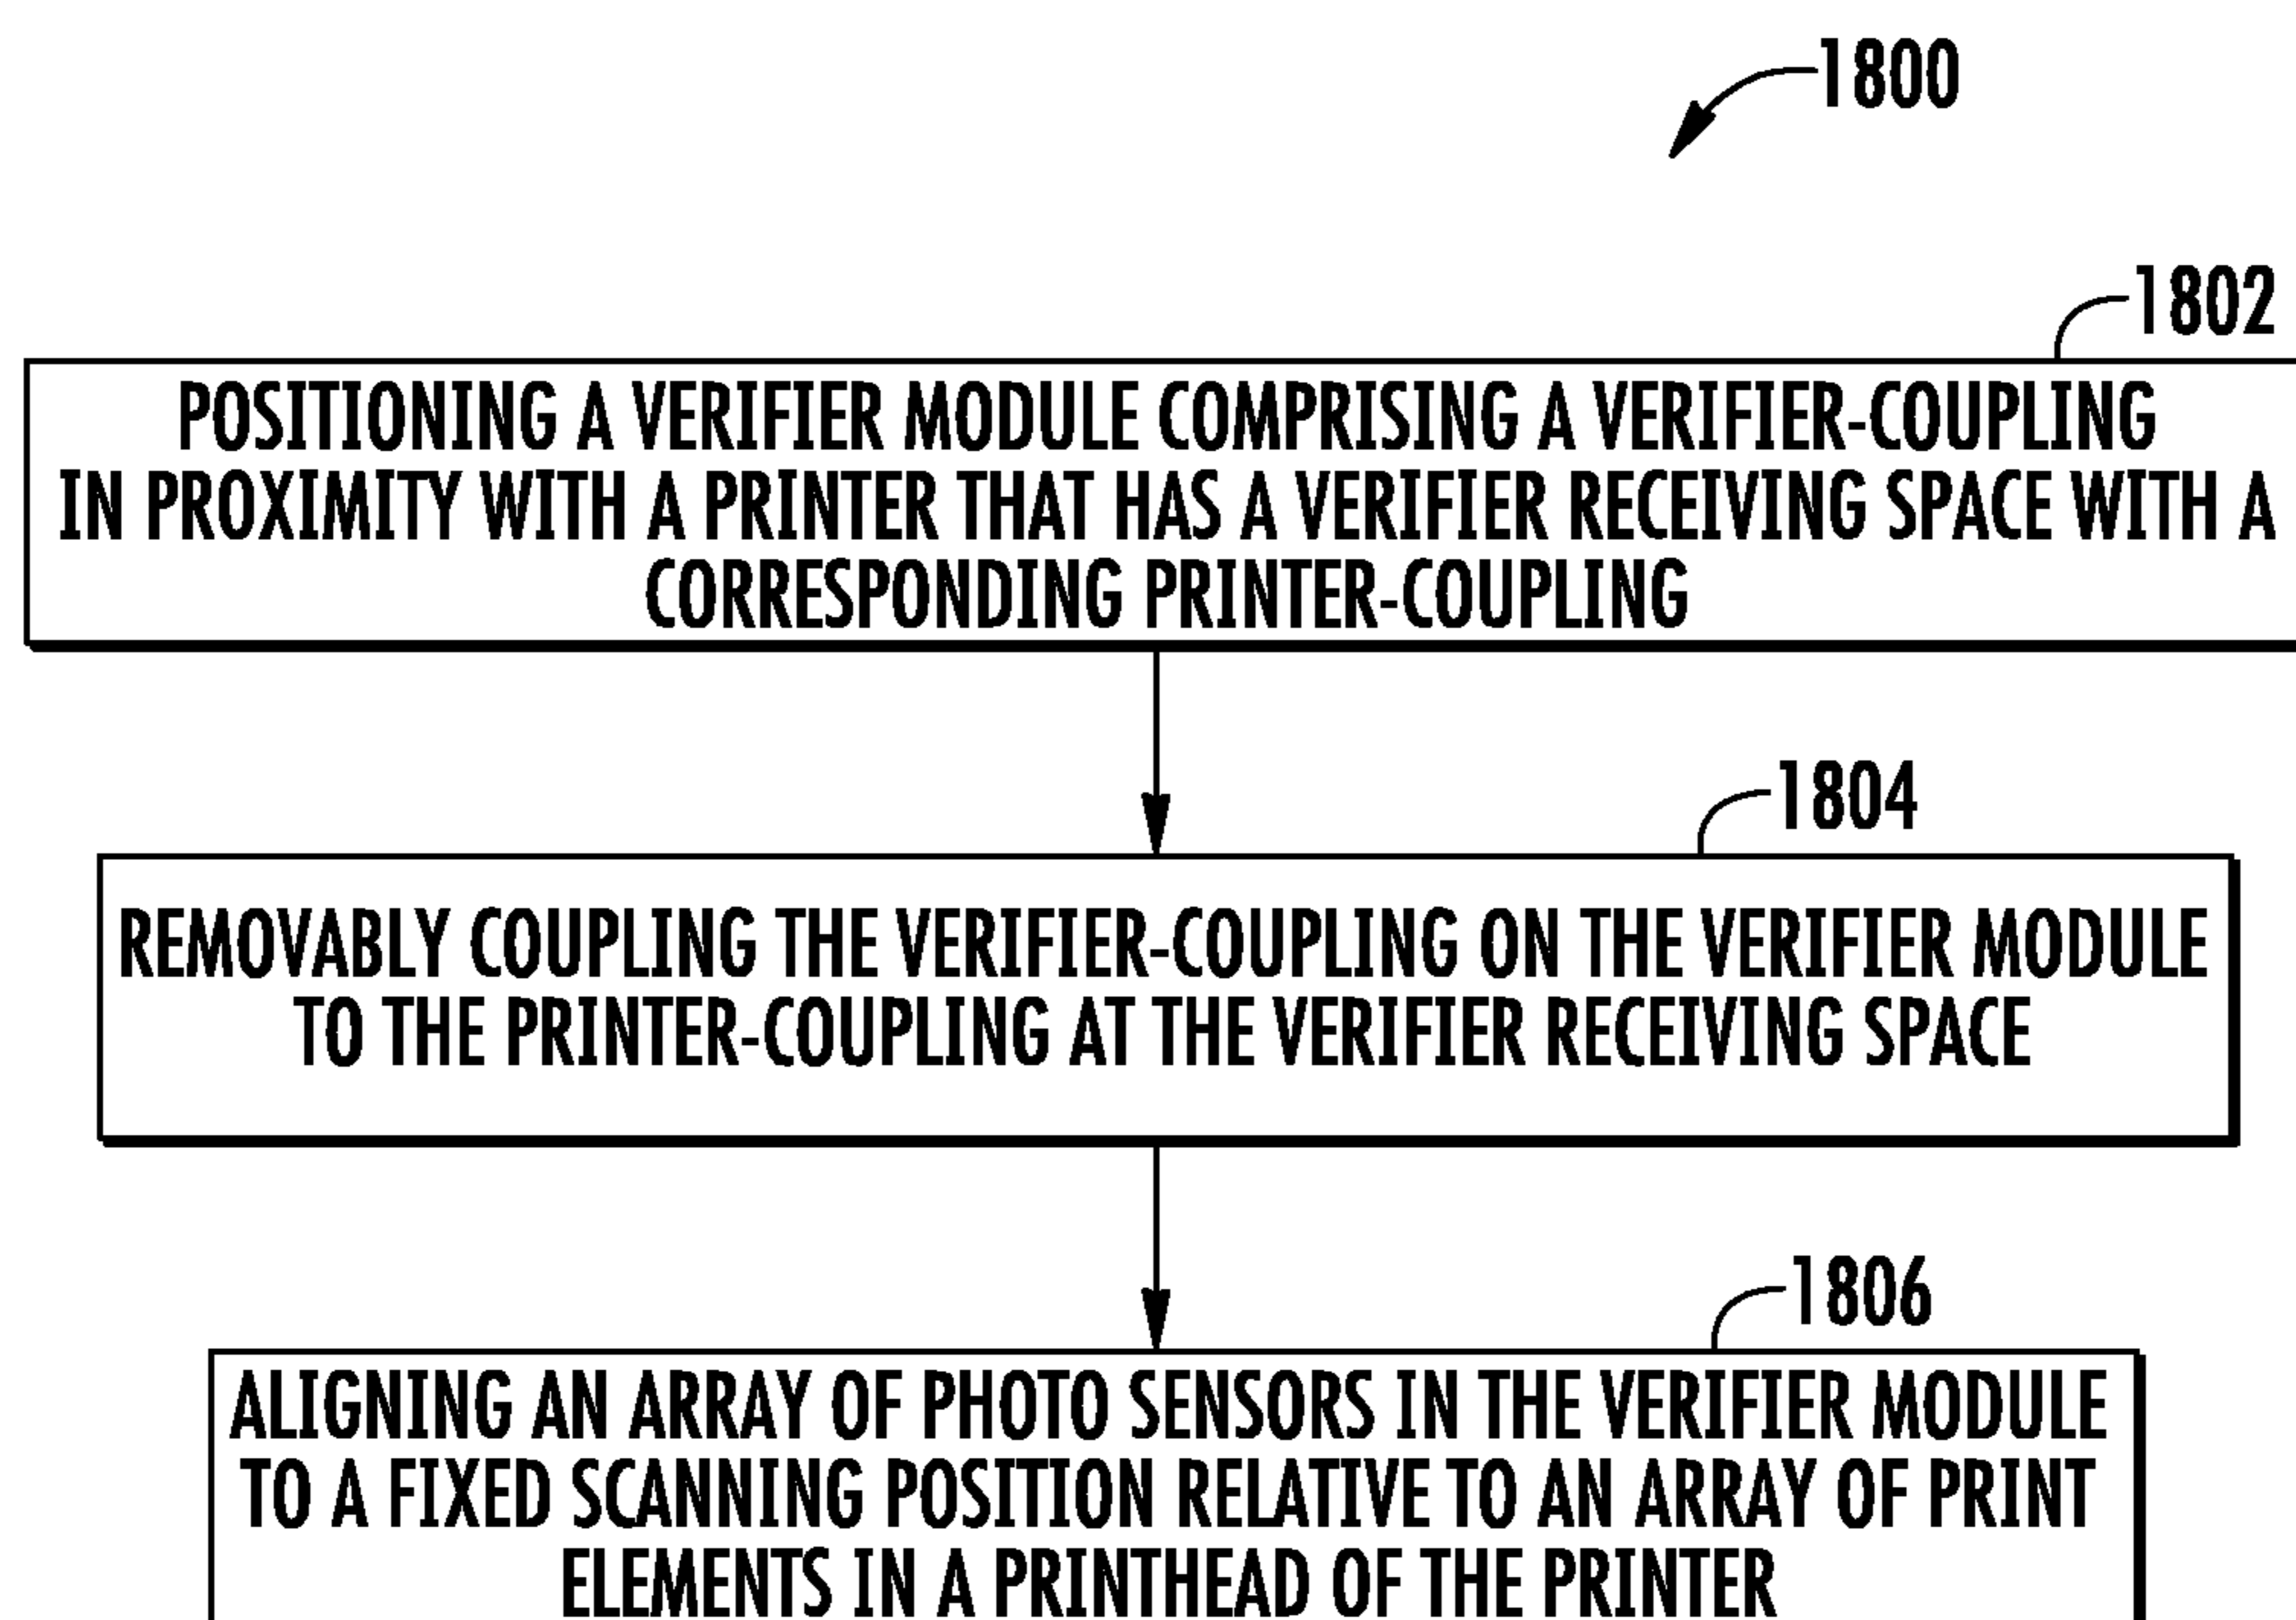 1800
1802
POSITIONING A VERIFIER MODULE COMPRISING A VERIFIER-COUPLING
IN PROXIMITY WITH A PRINTER THAT HAS A VERIFIER RECEIVING SPACE WITH A
CORRESPONDING PRINTER-COUPLING
1804
REMOVABLY COUPLING THE VERIFIER-COUPLING ON THE VERIFIER MODULE
TO THE PRINTER-COUPLING AT THE VERIFIER RECEIVING SPACE
1806
ALIGNING AN ARRAY OF PHOTO SENSORS IN THE VERIFIER MODULE
TO A FIXED SCANNING POSITION RELATIVE TO AN ARRAY OF PRINT
ELEMENTS IN A PRINTHEAD OF THE PRINTER